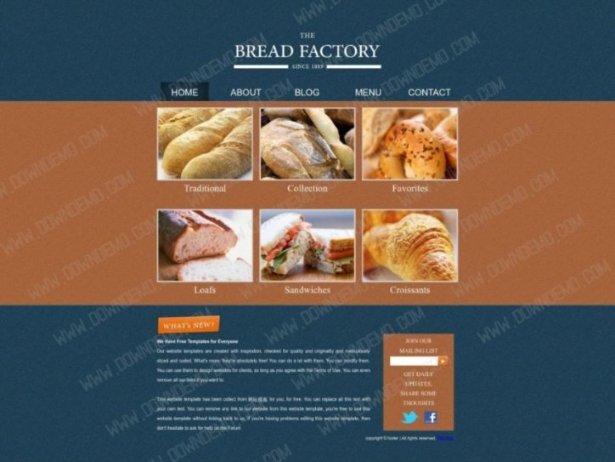 THE
BREAD FACTORY
SINCE 1889
HOME ABOUT BLOG MENU CONTACT
Traditional Collection Favorites
Loafs Sandwiches Croissants
WHAT'S NEW?
We Have Free Templates for Everyone
Our website templates are created with inspiration, checked for quality and originality and meticulously
sliced and coded. What's more, they're absolutely free! You can do a lot with them. You can modify them.
You can use them to design websites for clients, so long as you agree with the Terms of Use. You can even
remove all our links if you want to.
This website template has been collect from 网站模板 for you, for free. You can replace all this text with
your own text. You can remove any link to our website from this website template, you're free to use this
website template without linking back to us. If you're having problems editing this website template, then
don't hesitate to ask for help on the Forum.
JOIN OUR
MAILING LIST
GET DAILY
UPDATES,
SHARE SOME
THOUGHTS
copyright © footer | All rights reserved.
WWW.DOWNDEMO.COM